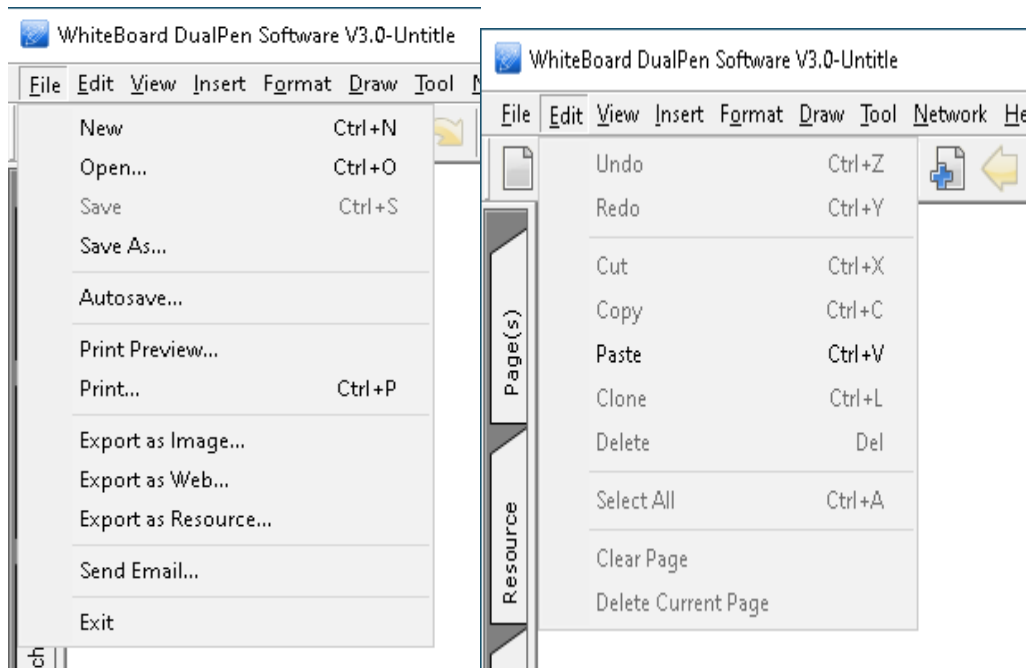 WhiteBoard DualPen Software V3.0-Untitle
File Edit View Insert Format Draw Tool
New Ctrl+N
Open... Ctrl+O
Save Ctrl+S
Save As...
Autosave...
Print Preview...
Print... Ctrl+P
Export as Image...
Export as Web...
Export as Resource...
Send Email...
Exit
ch
WhiteBoard DualPen Software V3.0-Untitle
File Edit View Insert Format Draw Tool Network He
Undo Ctrl+Z
Redo Ctrl+Y
Cut Ctrl+X
Copy Ctrl+C
Paste Ctrl+V
Clone Ctrl+L
Delete Del
Select All Ctrl+A
Clear Page
Delete Current Page
Page(s)
Resource